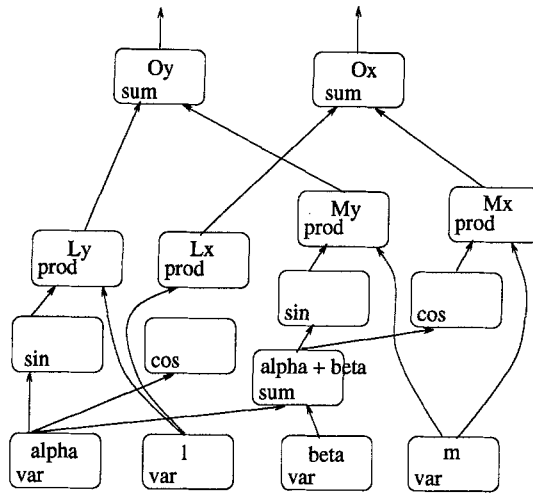 Oy
sum
Ox
sum
My
prod
Mx
prod
Ly
prod
Lx
prod
sin
cos
sin
cos
alpha + beta
sum
alpha
var
l
var
beta
var
m
var